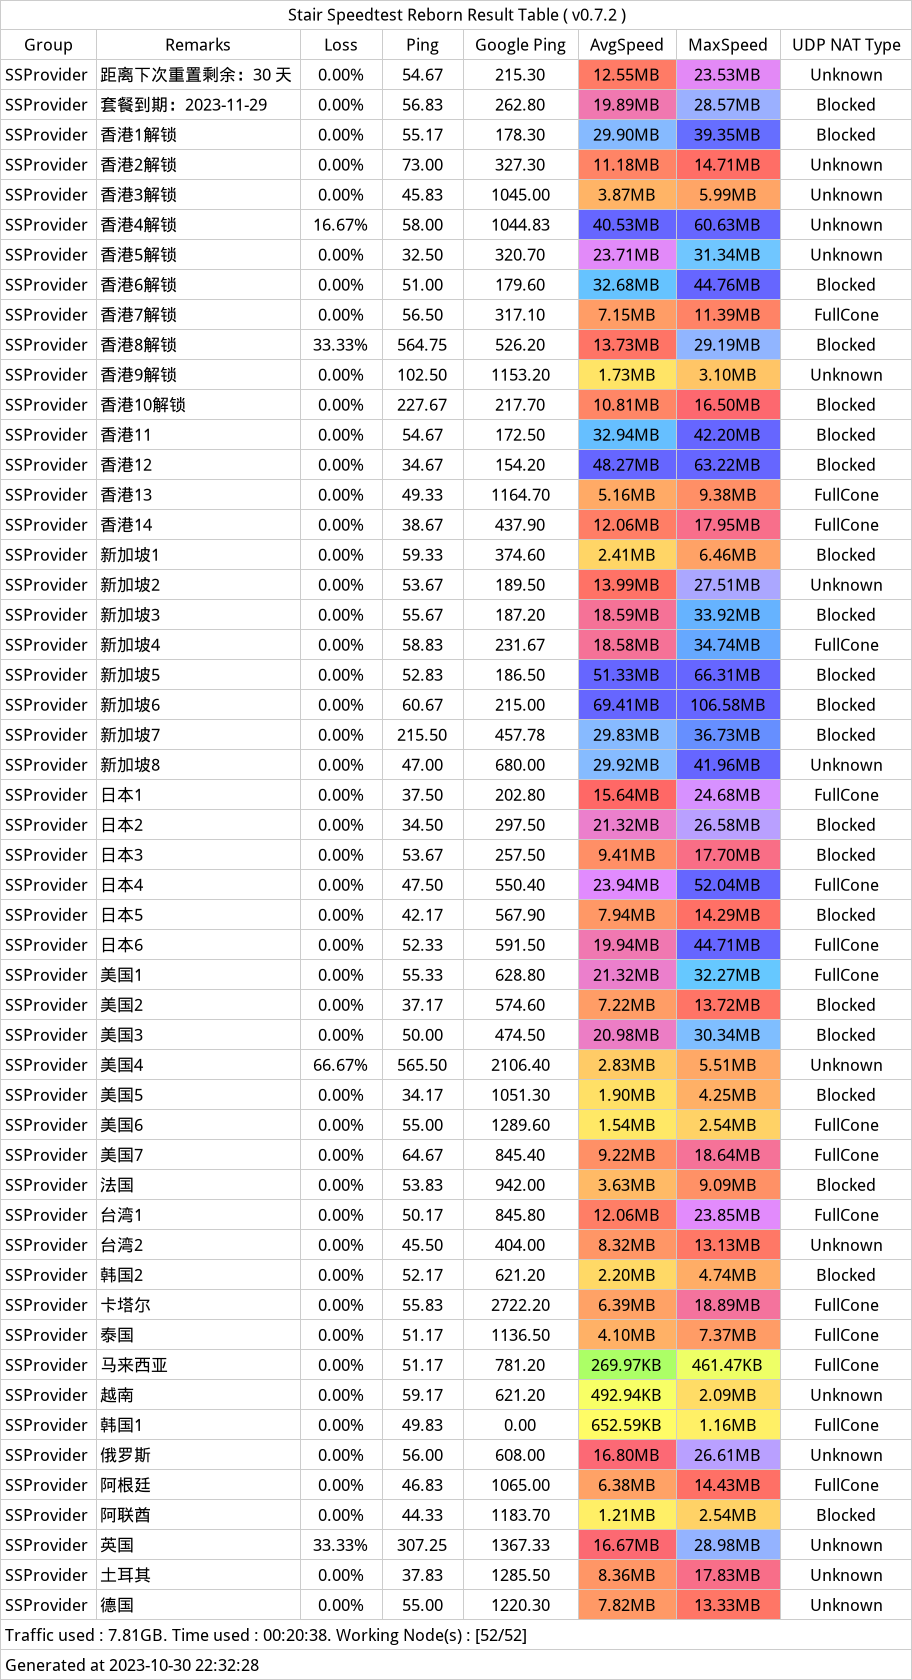 Stair Speedtest Reborn Result Table ( v0.7.2 )
Group Remarks Loss Ping Google Ping AvgSpeed MaxSpeed UDP NAT Type
SSProvider 距离下次重置剩余：30 天 0.00% 54.67 215.30 12.55MB 23.53MB Unknown
SSProvider 套餐到期：2023-11-29 0.00% 56.83 262.80 19.89MB 28.57MB Blocked
SSProvider 香港1解锁 0.00% 55.17 178.30 29.90MB 39.35MB Blocked
SSProvider 香港2解锁 0.00% 73.00 327.30 11.18MB 14.71MB Unknown
SSProvider 香港3解锁 0.00% 45.83 1045.00 3.87MB 5.99MB Unknown
SSProvider 香港4解锁 16.67% 58.00 1044.83 40.53MB 60.63MB Unknown
SSProvider 香港5解锁 0.00% 32.50 320.70 23.71MB 31.34MB Unknown
SSProvider 香港6解锁 0.00% 51.00 179.60 32.68MB 44.76MB Blocked
SSProvider 香港7解锁 0.00% 56.50 317.10 7.15MB 11.39MB FullCone
SSProvider 香港8解锁 33.33% 564.75 526.20 13.73MB 29.19MB Blocked
SSProvider 香港9解锁 0.00% 102.50 1153.20 1.73MB 3.10MB Unknown
SSProvider 香港10解锁 0.00% 227.67 217.70 10.81MB 16.50MB Blocked
SSProvider 香港11 0.00% 54.67 172.50 32.94MB 42.20MB Blocked
SSProvider 香港12 0.00% 34.67 154.20 48.27MB 63.22MB Blocked
SSProvider 香港13 0.00% 49.33 1164.70 5.16MB 9.38MB FullCone
SSProvider 香港14 0.00% 38.67 437.90 12.06MB 17.95MB FullCone
SSProvider 新加坡1 0.00% 59.33 374.60 2.41MB 6.46MB Blocked
SSProvider 新加坡2 0.00% 53.67 189.50 13.99MB 27.51MB Unknown
SSProvider 新加坡3 0.00% 55.67 187.20 18.59MB 33.92MB Blocked
SSProvider 新加坡4 0.00% 58.83 231.67 18.58MB 34.74MB FullCone
SSProvider 新加坡5 0.00% 52.83 186.50 51.33MB 66.31MB Blocked
SSProvider 新加坡6 0.00% 60.67 215.00 69.41MB 106.58MB Blocked
SSProvider 新加坡7 0.00% 215.50 457.78 29.83MB 36.73MB Blocked
SSProvider 新加坡8 0.00% 47.00 680.00 29.92MB 41.96MB Unknown
SSProvider 日本1 0.00% 37.50 202.80 15.64MB 24.68MB FullCone
SSProvider 日本2 0.00% 34.50 297.50 21.32MB 26.58MB Blocked
SSProvider 日本3 0.00% 53.67 257.50 9.41MB 17.70MB Blocked
SSProvider 日本4 0.00% 47.50 550.40 23.94MB 52.04MB FullCone
SSProvider 日本5 0.00% 42.17 567.90 7.94MB 14.29MB Blocked
SSProvider 日本6 0.00% 52.33 591.50 19.94MB 44.71MB FullCone
SSProvider 美国1 0.00% 55.33 628.80 21.32MB 32.27MB FullCone
SSProvider 美国2 0.00% 37.17 574.60 7.22MB 13.72MB Blocked
SSProvider 美国3 0.00% 50.00 474.50 20.98MB 30.34MB Blocked
SSProvider 美国4 66.67% 565.50 2106.40 2.83MB 5.51MB Unknown
SSProvider 美国5 0.00% 34.17 1051.30 1.90MB 4.25MB Blocked
SSProvider 美国6 0.00% 55.00 1289.60 1.54MB 2.54MB FullCone
SSProvider 美国7 0.00% 64.67 845.40 9.22MB 18.64MB FullCone
SSProvider 法国 0.00% 53.83 942.00 3.63MB 9.09MB Blocked
SSProvider 台湾1 0.00% 50.17 845.80 12.06MB 23.85MB FullCone
SSProvider 台湾2 0.00% 45.50 404.00 8.32MB 13.13MB Unknown
SSProvider 韩国2 0.00% 52.17 621.20 2.20MB 4.74MB Blocked
SSProvider 卡塔尔 0.00% 55.83 2722.20 6.39MB 18.89MB FullCone
SSProvider 泰国 0.00% 51.17 1136.50 4.10MB 7.37MB FullCone
SSProvider 马来西亚 0.00% 51.17 781.20 269.97KB 461.47KB FullCone
SSProvider 越南 0.00% 59.17 621.20 492.94KB 2.09MB Unknown
SSProvider 韩国1 0.00% 49.83 0.00 652.59KB 1.16MB FullCone
SSProvider 俄罗斯 0.00% 56.00 608.00 16.80MB 26.61MB Unknown
SSProvider 阿根廷 0.00% 46.83 1065.00 6.38MB 14.43MB FullCone
SSProvider 阿联酋 0.00% 44.33 1183.70 1.21MB 2.54MB Blocked
SSProvider 英国 33.33% 307.25 1367.33 16.67MB 28.98MB Unknown
SSProvider 土耳其 0.00% 37.83 1285.50 8.36MB 17.83MB Unknown
SSProvider 德国 0.00% 55.00 1220.30 7.82MB 13.33MB Unknown
Traffic used : 7.81GB. Time used : 00:20:38. Working Node(s) : [52/52]
Generated at 2023-10-30 22:32:28